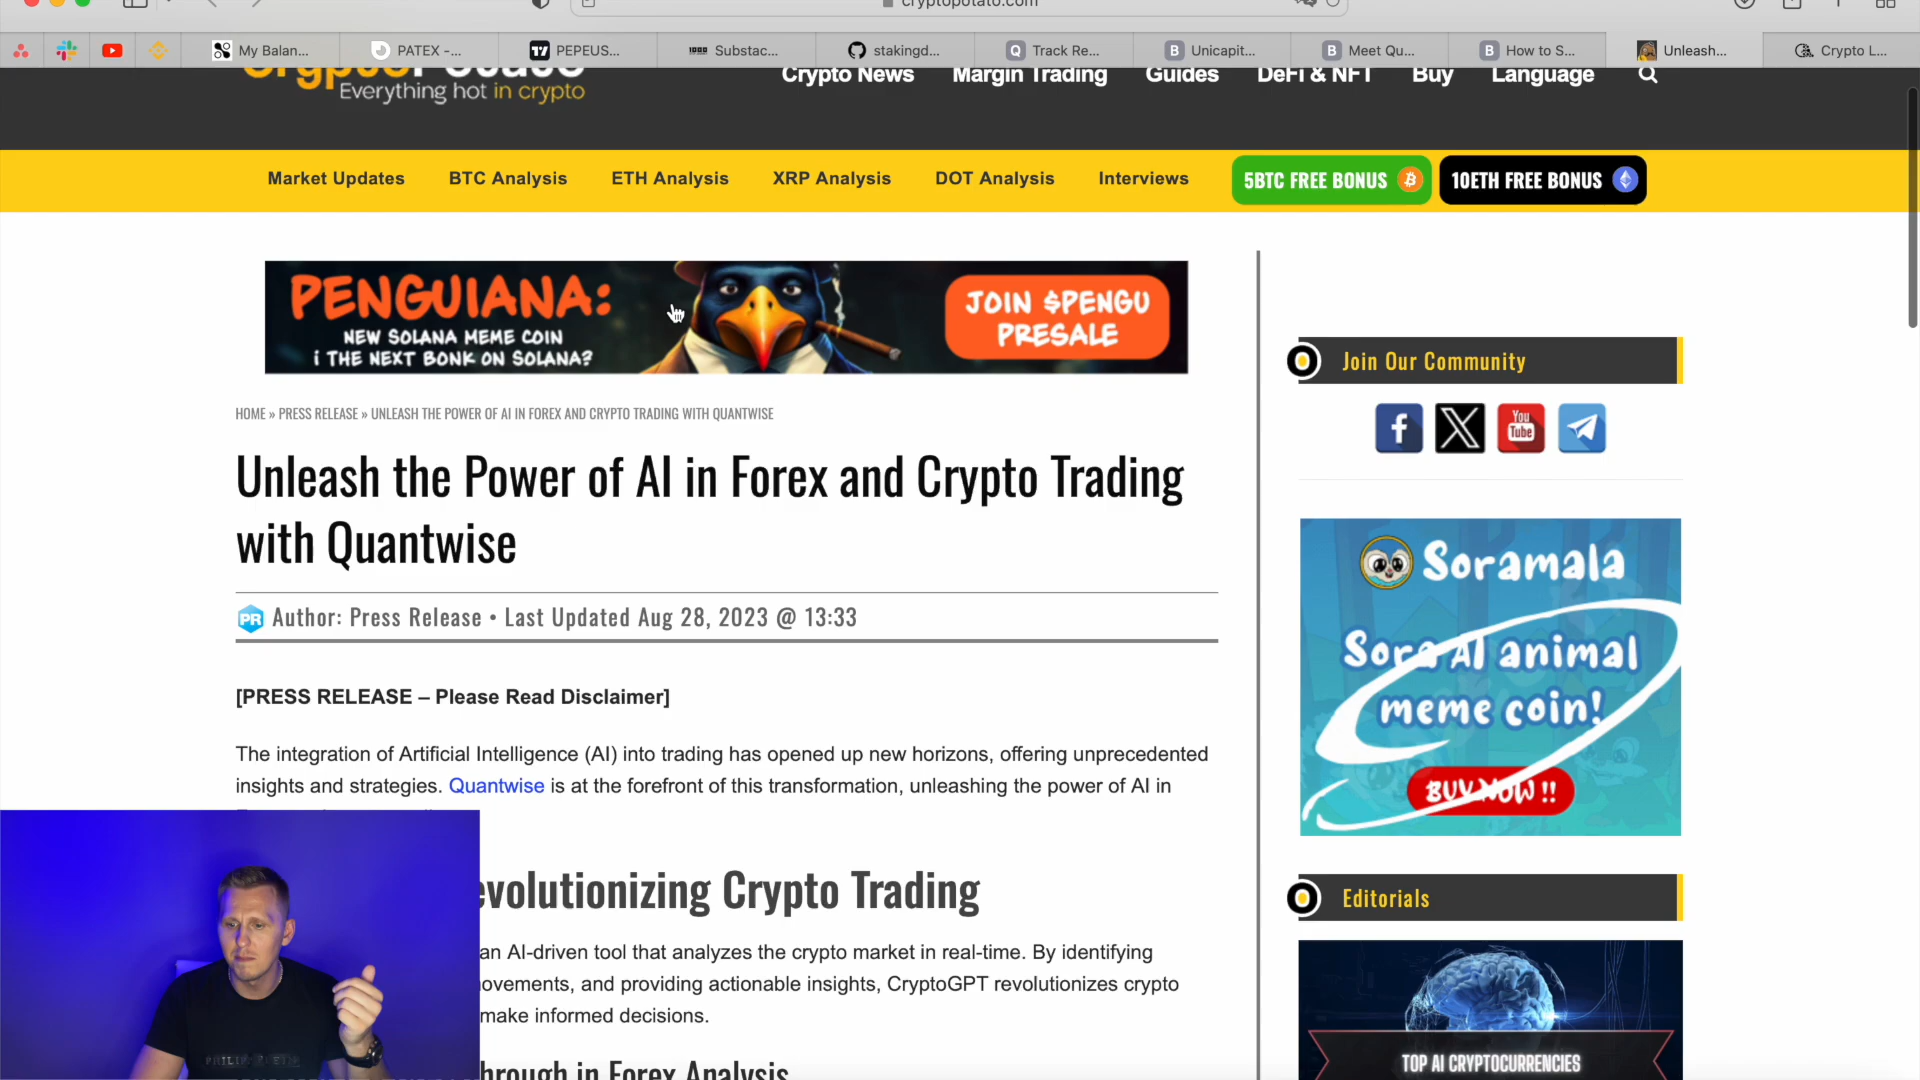 cryptopotato.com
My Balan...
PATEX -...
PEPEUS...
Substac...
stakingd...
Track Re...
Unicapit...
Meet Qu...
How to S...
Unleash...
Crypto L...
CryptoPotato
Everything hot in crypto
Crypto News
Margin Trading
Guides
DeFi & NFT
Buy
Language
Market Updates
BTC Analysis
ETH Analysis
XRP Analysis
DOT Analysis
Interviews
5BTC FREE BONUS
10ETH FREE BONUS
PENGUIANA:
NEW SOLANA MEME COIN
i THE NEXT BONK ON SOLANA?
JOIN $PENGU
PRESALE
HOME » PRESS RELEASE » UNLEASH THE POWER OF AI IN FOREX AND CRYPTO TRADING WITH QUANTWISE
Unleash the Power of AI in Forex and Crypto Trading
with Quantwise
PR Author: Press Release • Last Updated Aug 28, 2023 @ 13:33
[PRESS RELEASE – Please Read Disclaimer]
The integration of Artificial Intelligence (AI) into trading has opened up new horizons, offering unprecedented
insights and strategies. Quantwise is at the forefront of this transformation, unleashing the power of AI in
evolutionizing Crypto Trading
an AI-driven tool that analyzes the crypto market in real-time. By identifying
ovements, and providing actionable insights, CryptoGPT revolutionizes crypto
make informed decisions.
hrough in Forex Analysis
Join Our Community
You
Tube
Soramala
Sora AI animal
meme coin!
BUY NOW !!
Editorials
TOP AI CRYPTOCURRENCIES